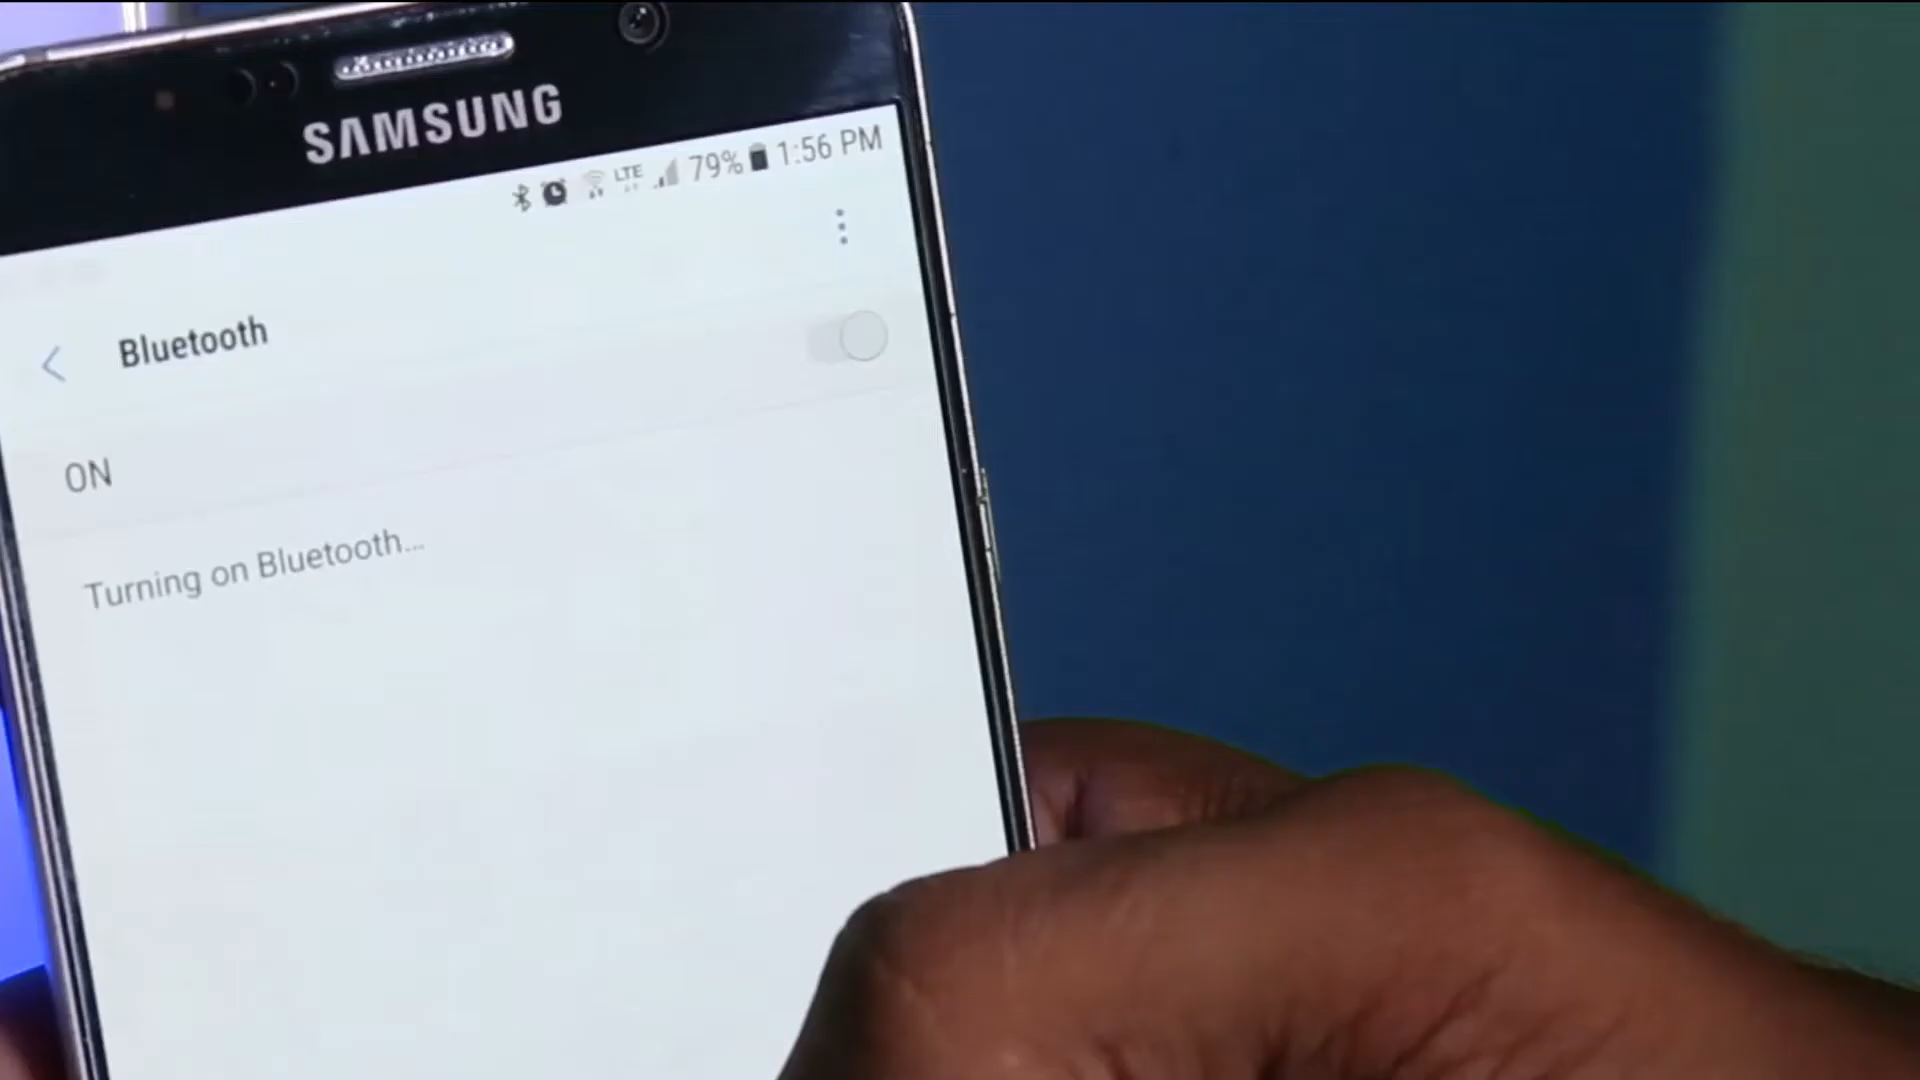 SAMSUNG
LTE 79% 1:56 PM
Bluetooth
ON
Turning on Bluetooth...